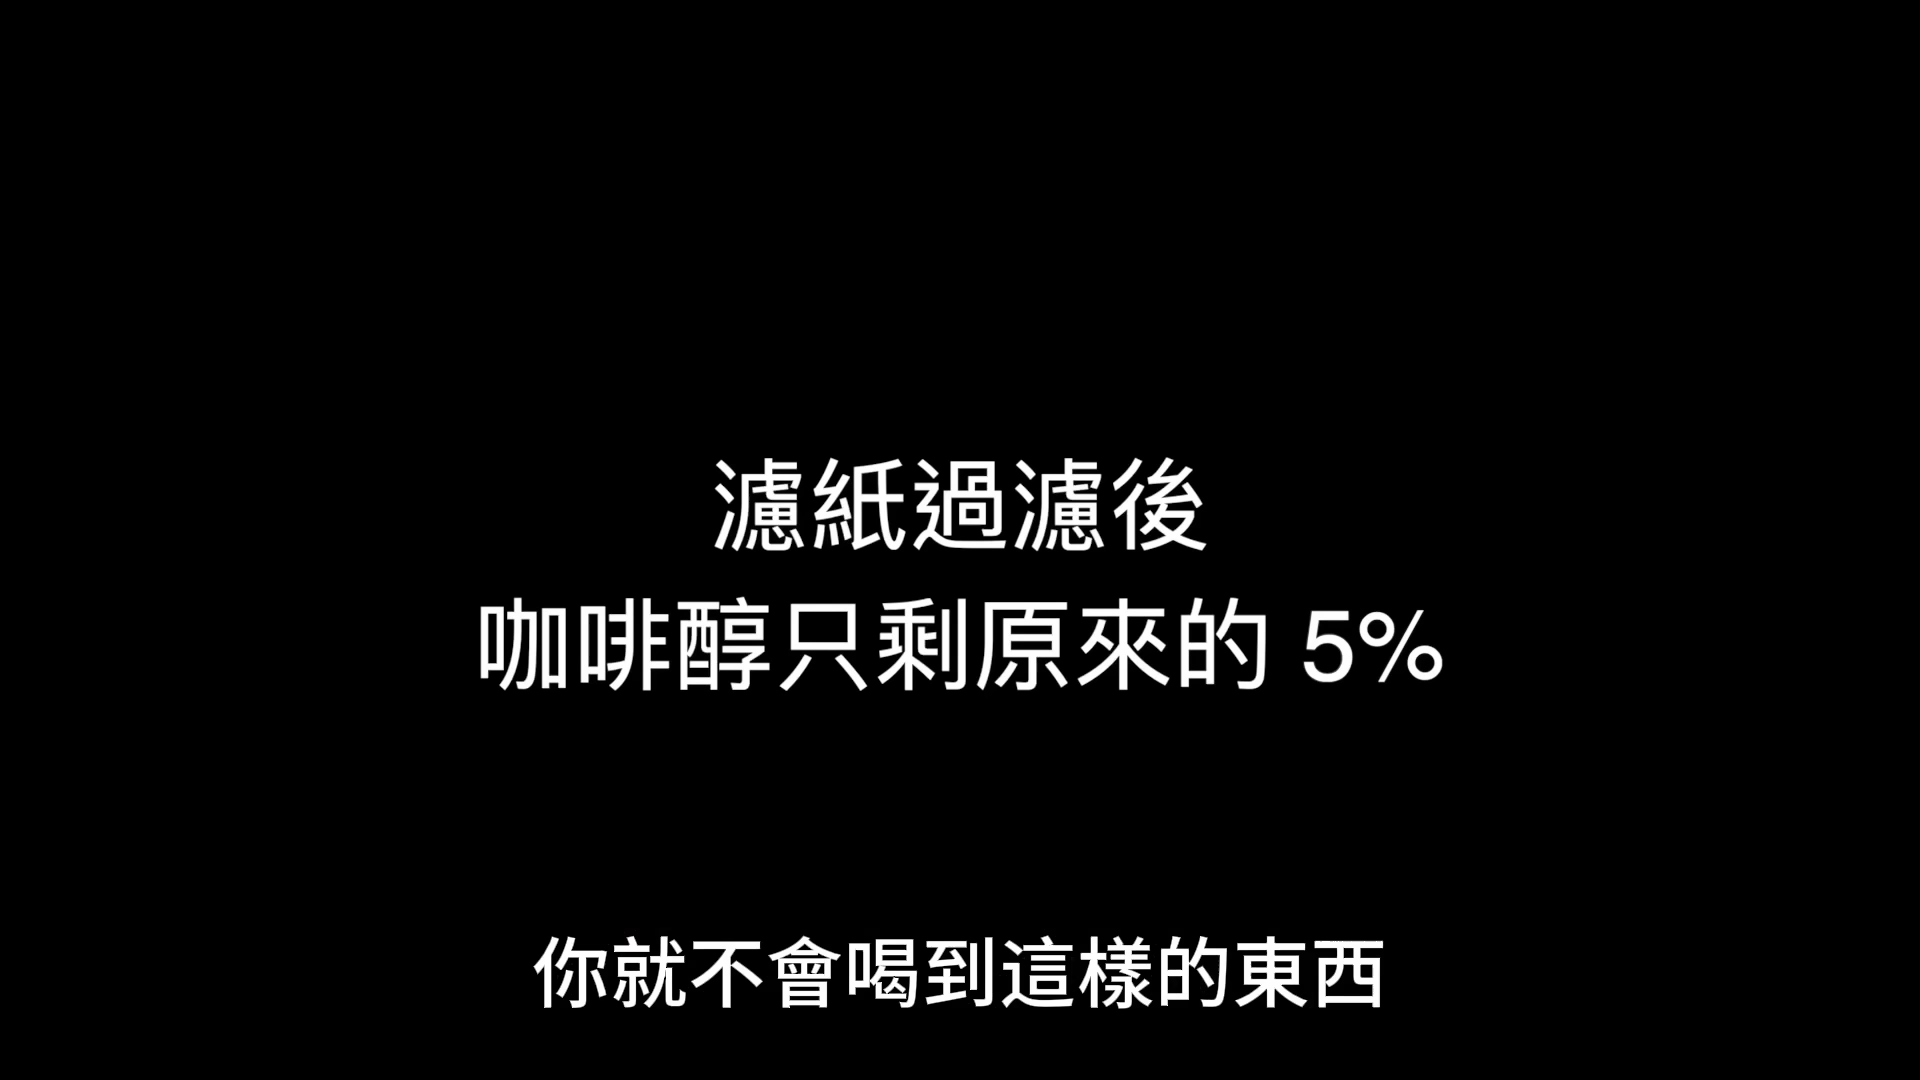 濾紙過濾後
咖啡醇只剩原來的 5%
你就不會喝到這樣的東西